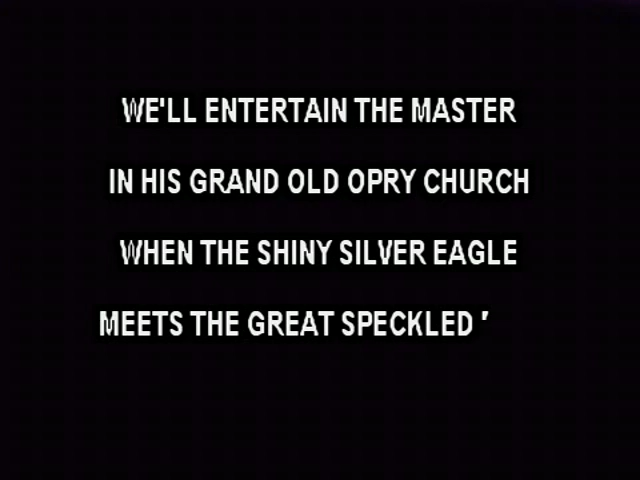 WE'LL ENTERTAIN THE MASTER
IN HIS GRAND OLD OPRY CHURCH
WHEN THE SHINY SILVER EAGLE
MEETS THE GREAT SPECKLED '